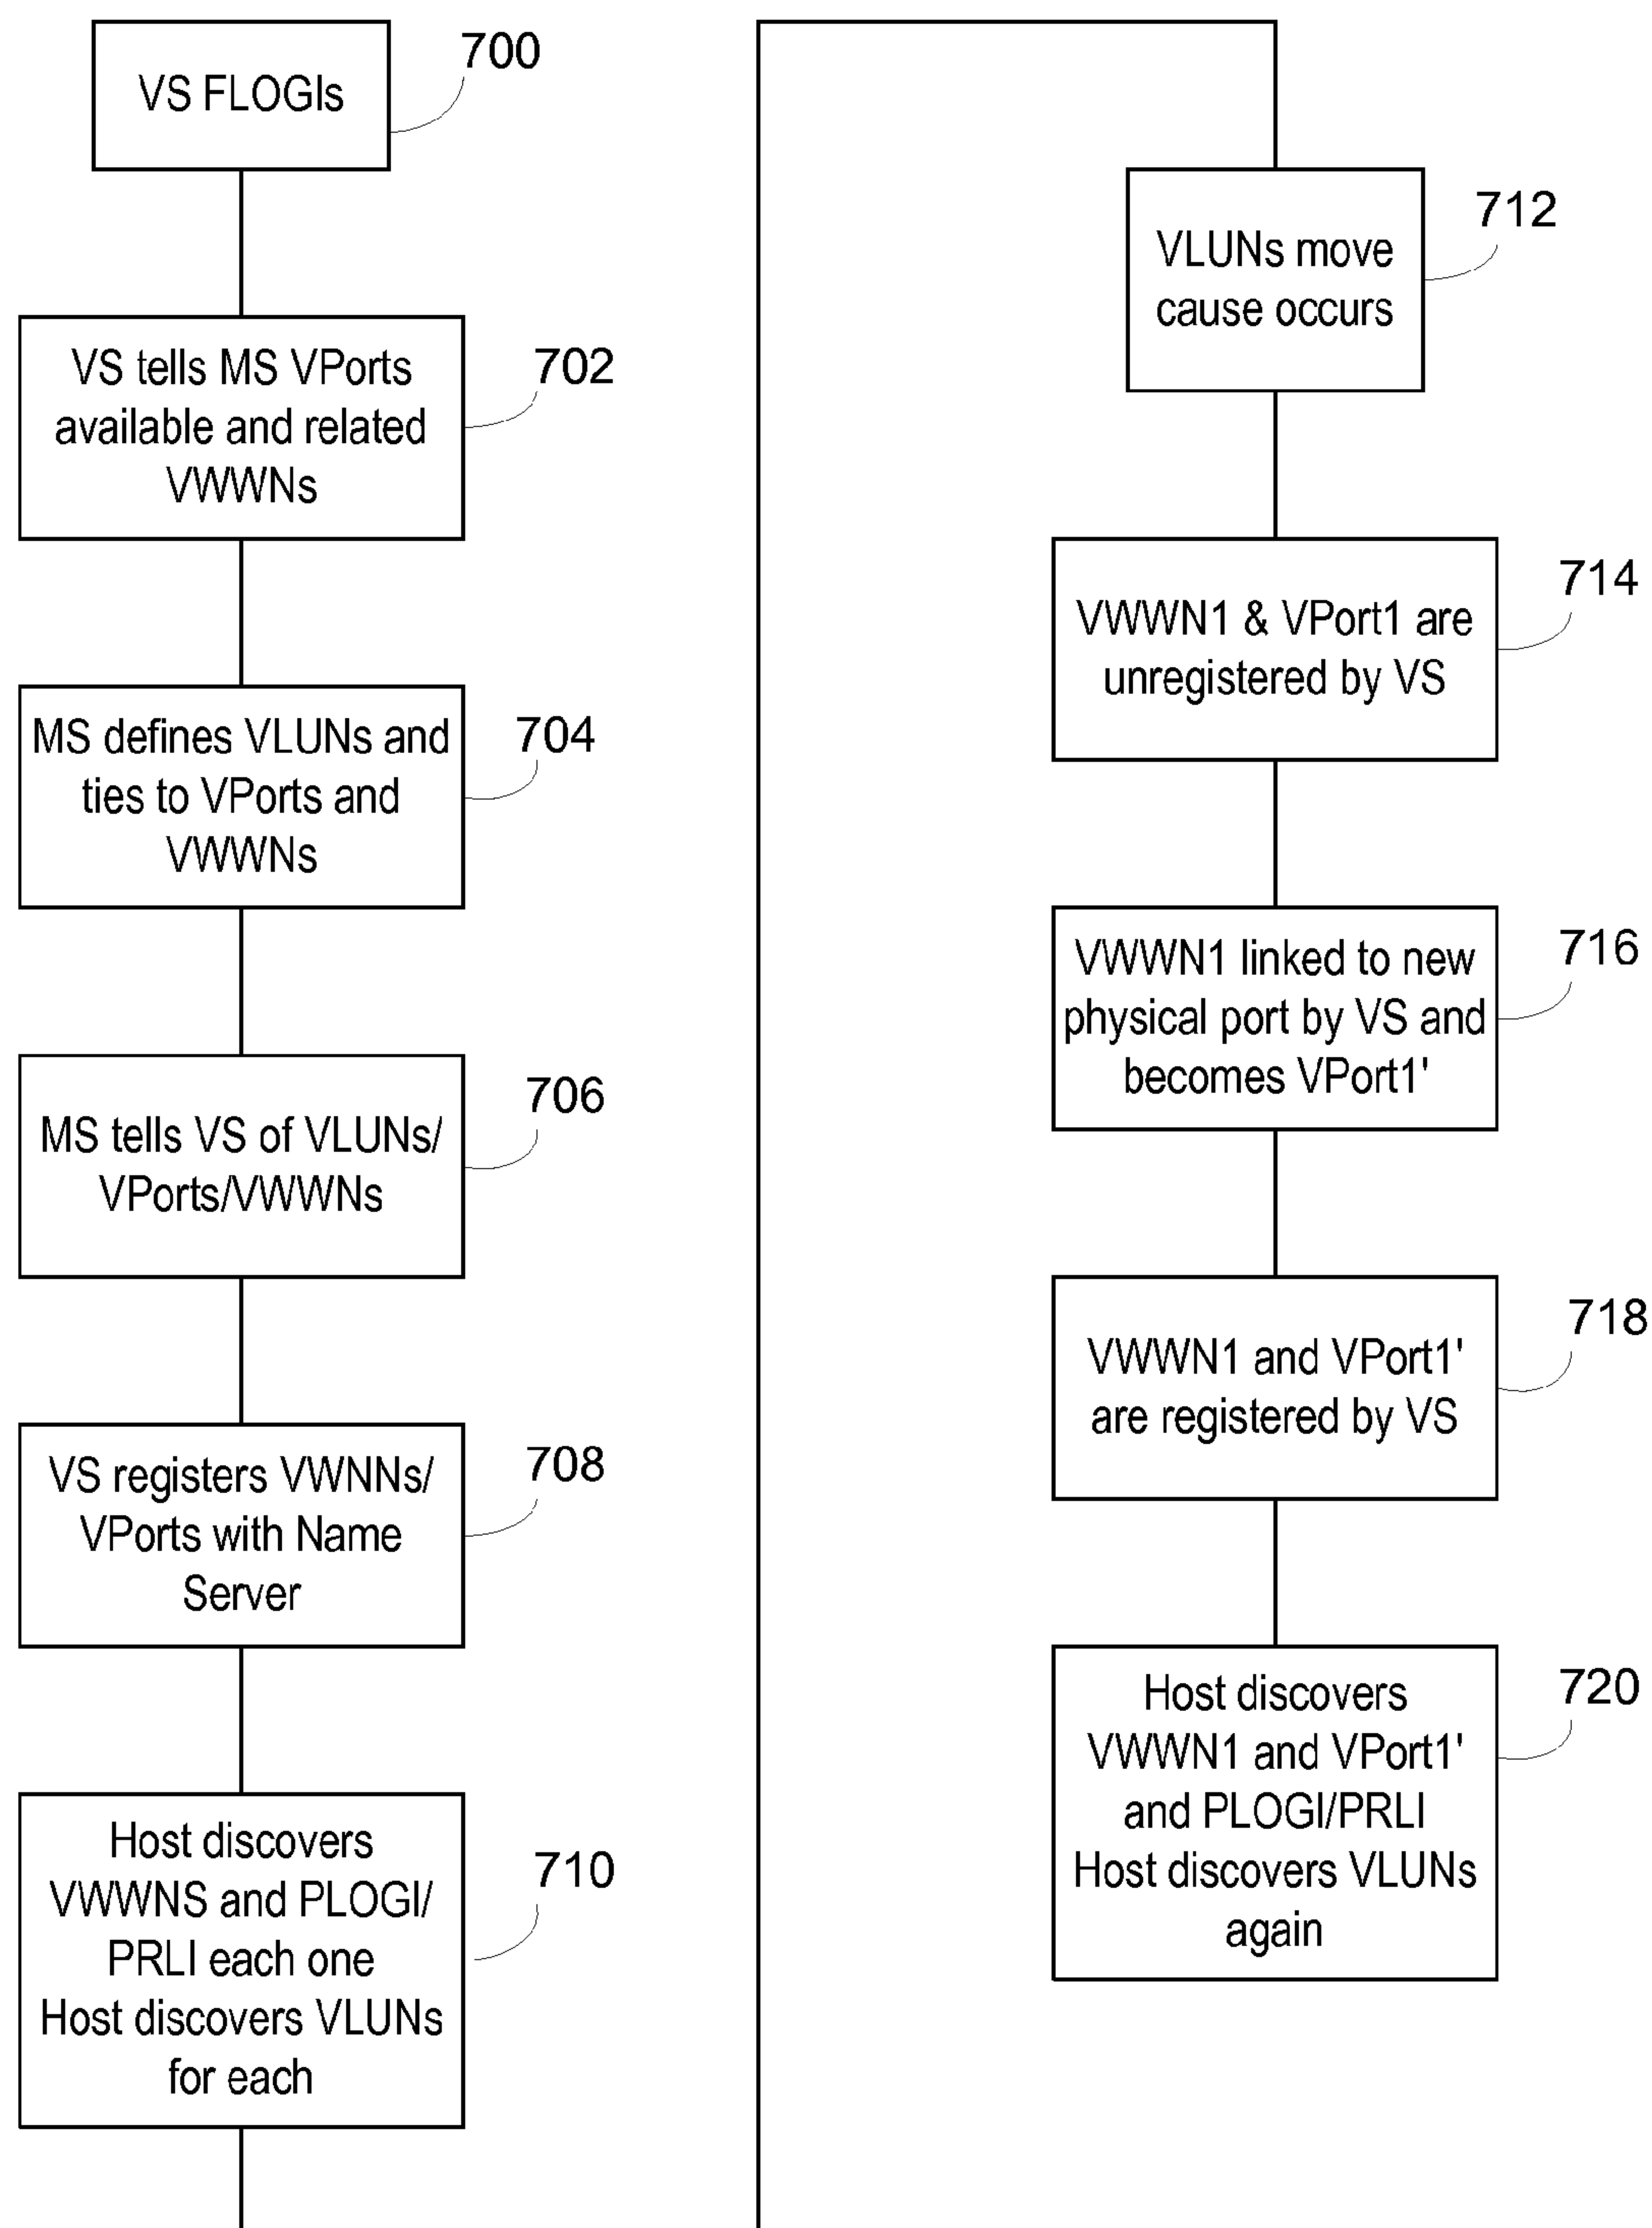 VS FLOGIs
700
VS tells MS VPorts
available and related
VWWNs
702
MS defines VLUNs and
ties to VPorts and
VWWNs
704
MS tells VS of VLUNs/
VPorts/VWWNs
706
VS registers VWNNs/
VPorts with Name
Server
708
Host discovers
VWWNS and PLOGI/
PRLI each one
Host discovers VLUNs
for each
710
VLUNs move
cause occurs
712
VWWN1 & VPort1 are
unregistered by VS
714
VWWN1 linked to new
physical port by VS and
becomes VPort1'
716
VWWN1 and VPort1'
are registered by VS
718
Host discovers
VWWN1 and VPort1'
and PLOGI/PRLI
Host discovers VLUNs
again
720